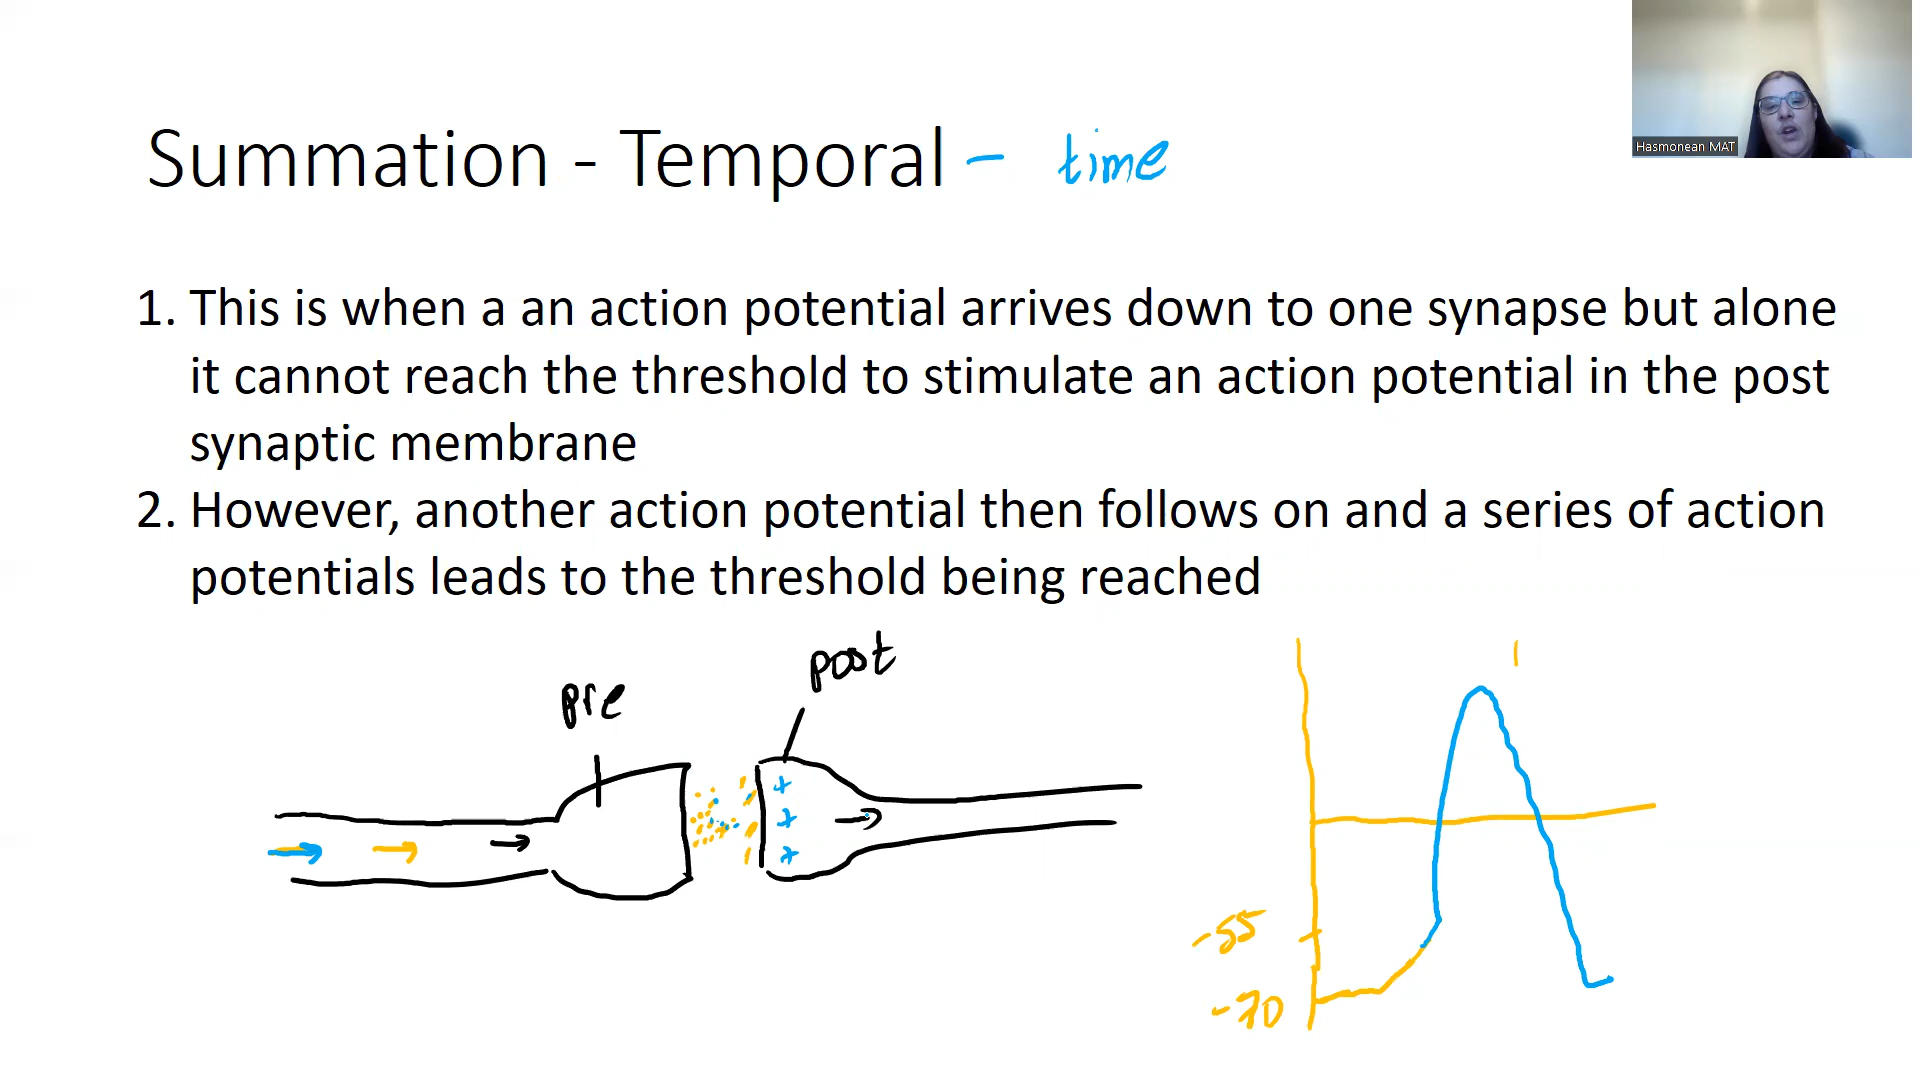 Hasmonean MAT
Summation - Temporal – time
1. This is when a an action potential arrives down to one synapse but alone
it cannot reach the threshold to stimulate an action potential in the post
synaptic membrane
2. However, another action potential then follows on and a series of action
potentials leads to the threshold being reached
post
pre
+
+
+
-55
-70